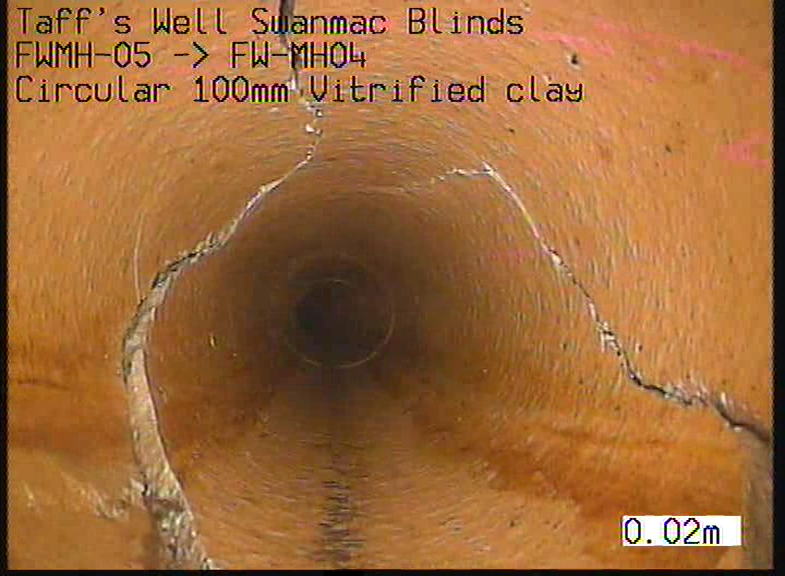 Taff's Well Swanmac Blinds
FWMH-05 -> FW-MH04
Circular 100mm Vitrified clay
0.02m